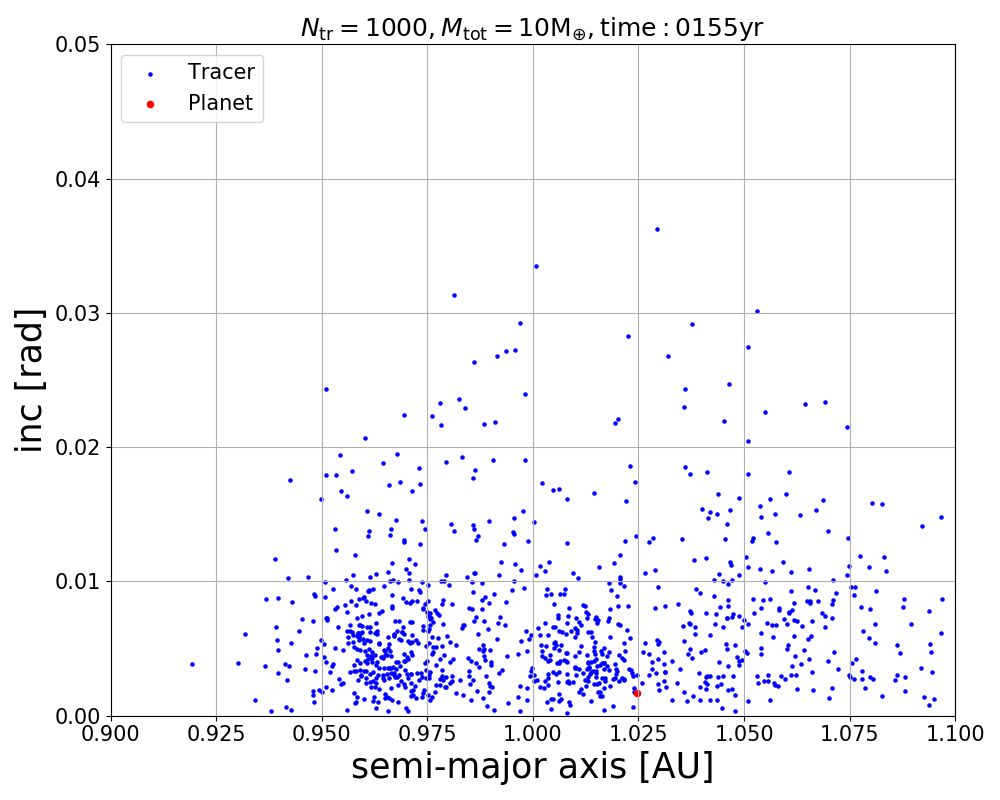 N_tr = 1000, M_tot = 10M_⊕, time : 0155yr
Tracer
Planet
0.05
0.04
0.03
0.02
0.01
0.00
inc [rad]
0.900 0.925 0.950 0.975 1.000 1.025 1.050 1.075 1.100
semi-major axis [AU]